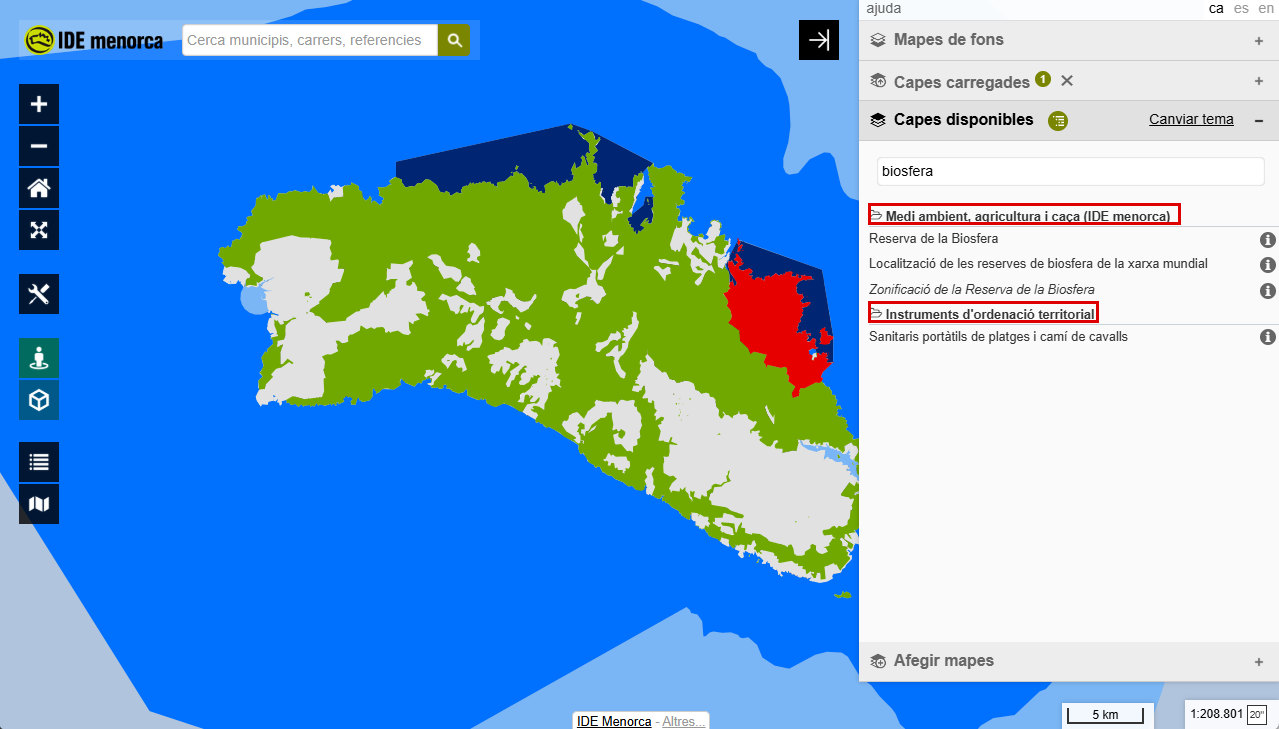 IDE menorca
Cerca municipis, carrers, referencies
ajuda
ca es en
Mapes de fons
+
Capes carregades 1
+
Capes disponibles
Canviar tema
–
biosfera
Medi ambient, agricultura i caça (IDE menorca)
Reserva de la Biosfera
Localització de les reserves de biosfera de la xarxa mundial
Zonificació de la Reserva de la Biosfera
Instruments d'ordenació territorial
Sanitaris portàtils de platges i camí de cavalls
Afegir mapes
+
IDE Menorca - Altres...
5 km
1:208.801 20"